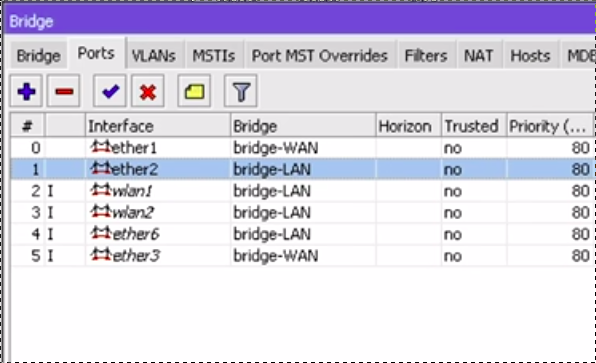 Bridge
Bridge Ports VLANs MSTIs Port MST Overrides Filters NAT Hosts MDB
# Interface Bridge Horizon Trusted Priority (...
0 ether1 bridge-WAN no 80
1 ether2 bridge-LAN no 80
2 I wlan1 bridge-LAN no 80
3 I wlan2 bridge-LAN no 80
4 I ether6 bridge-LAN no 80
5 I ether3 bridge-WAN no 80